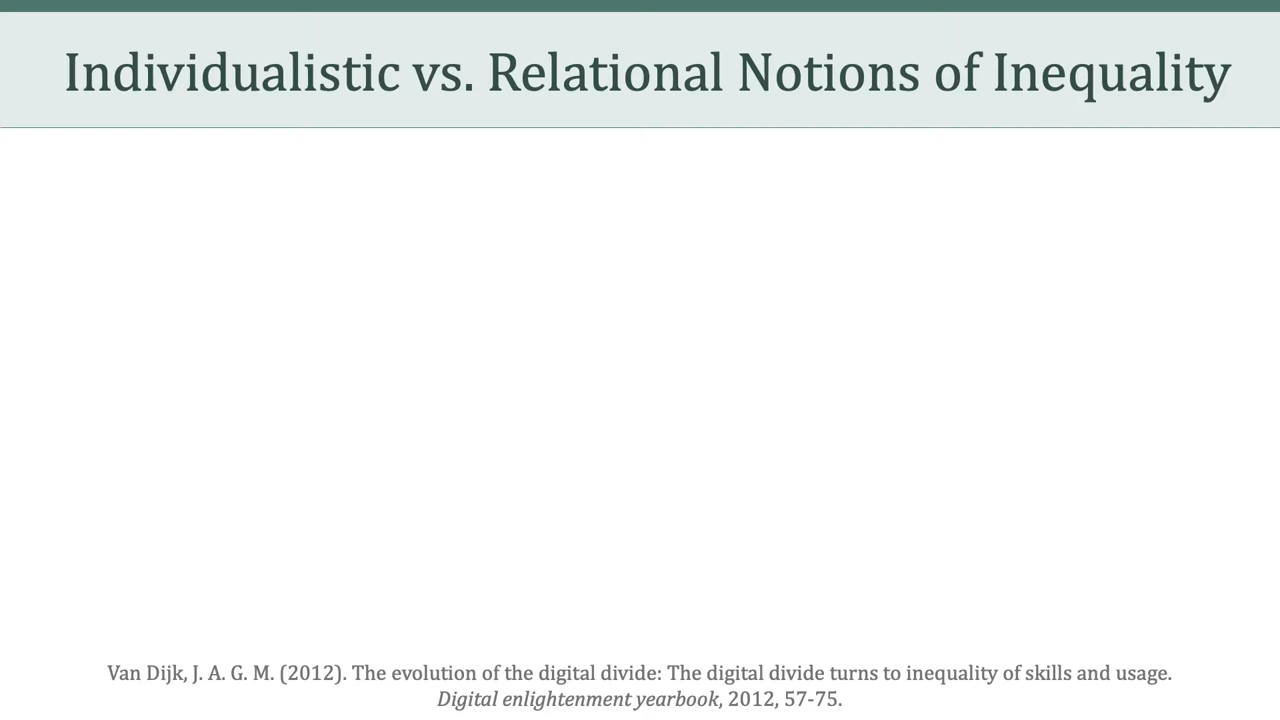 Individualistic vs. Relational Notions of Inequality
Van Dijk, J. A. G. M. (2012). The evolution of the digital divide: The digital divide turns to inequality of skills and usage.
Digital enlightenment yearbook, 2012, 57-75.